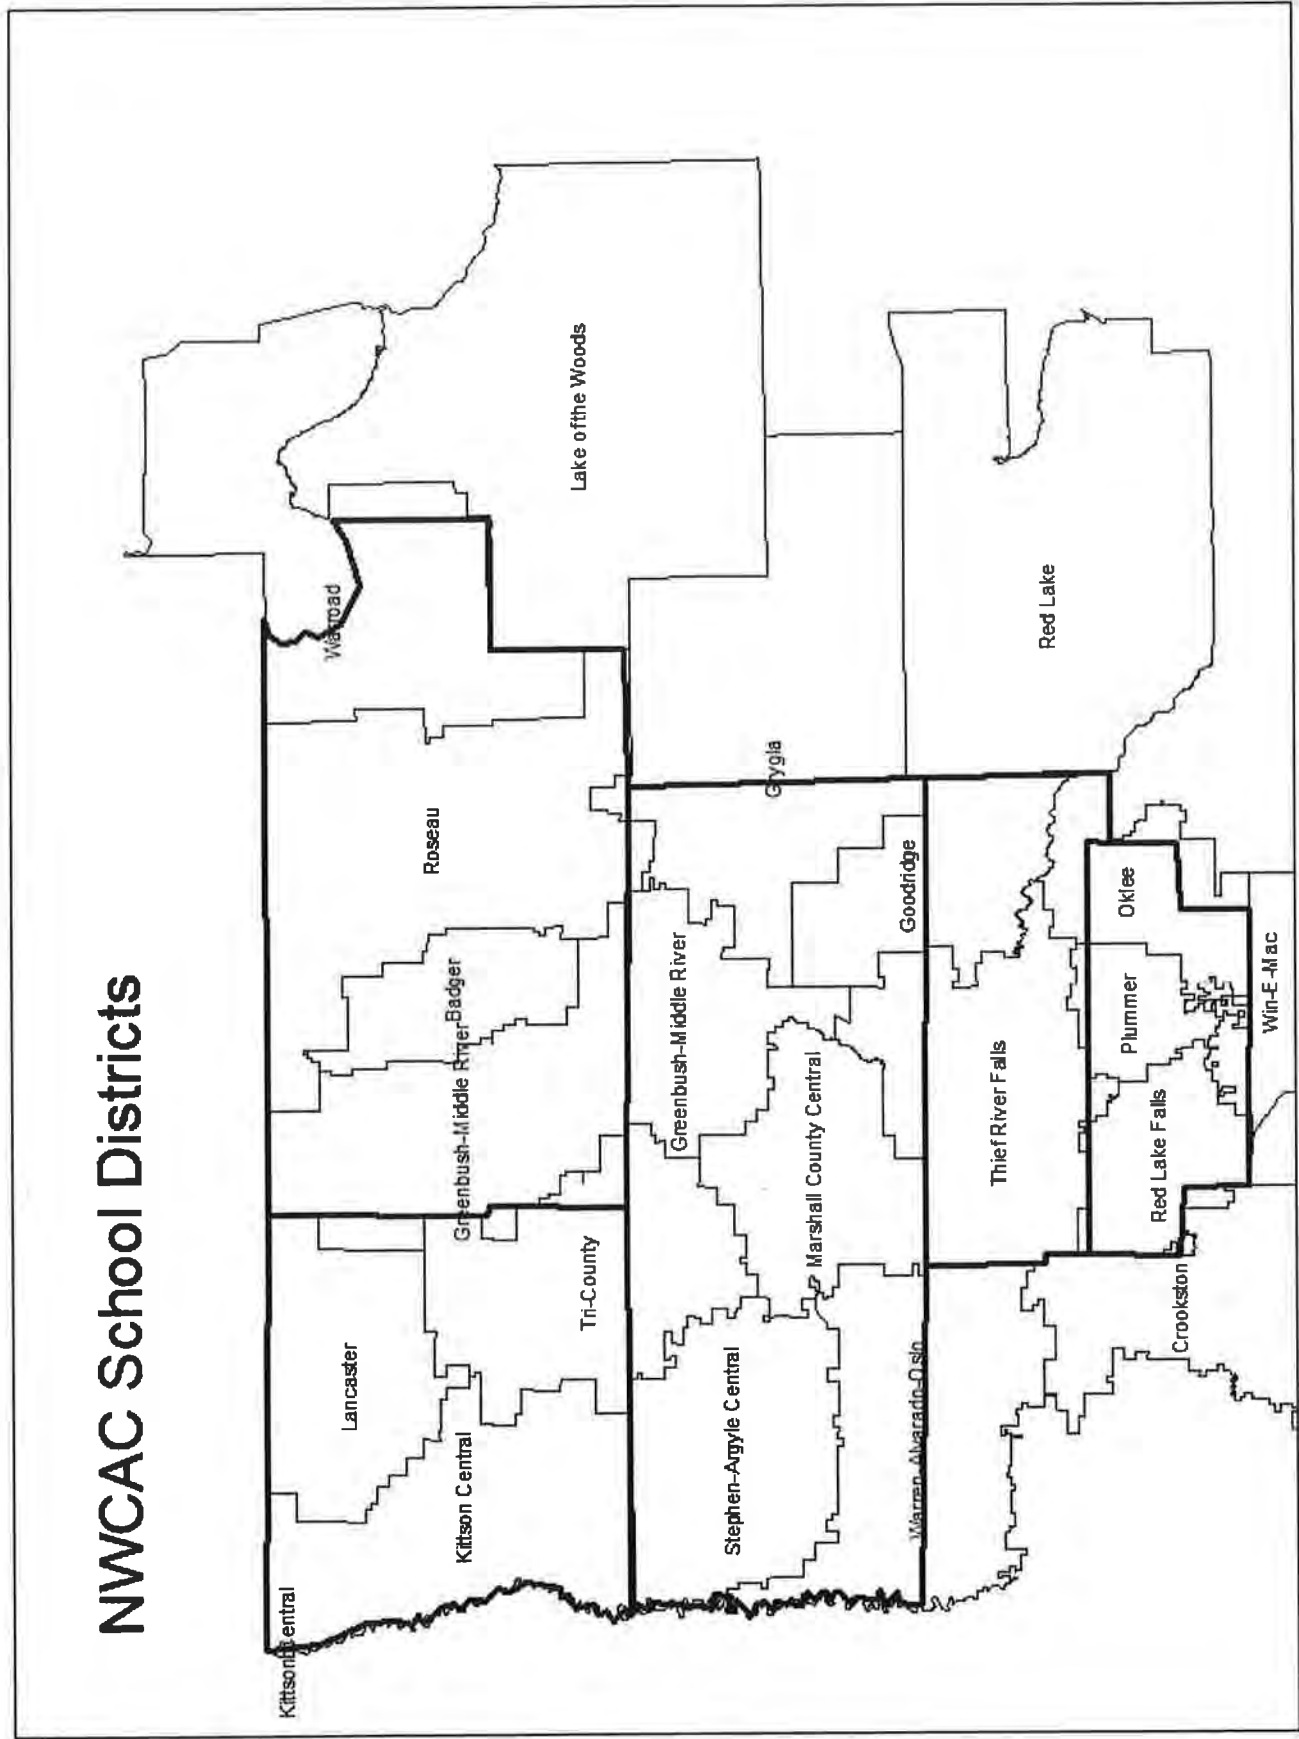 NWCAC School Districts
Kittson Central
Lancaster
Kittson Central
Tri-County
Greenbush-Middle River
Badger
Roseau
Warroad
Lake of the Woods
Stephen-Argyle Central
Greenbush-Middle River
Marshall County Central
Warren-Alvarado-Oslo
Goodridge
Grygla
Thief River Falls
Red Lake
Crookston
Red Lake Falls
Plummer
Oklee
Win-E-Mac